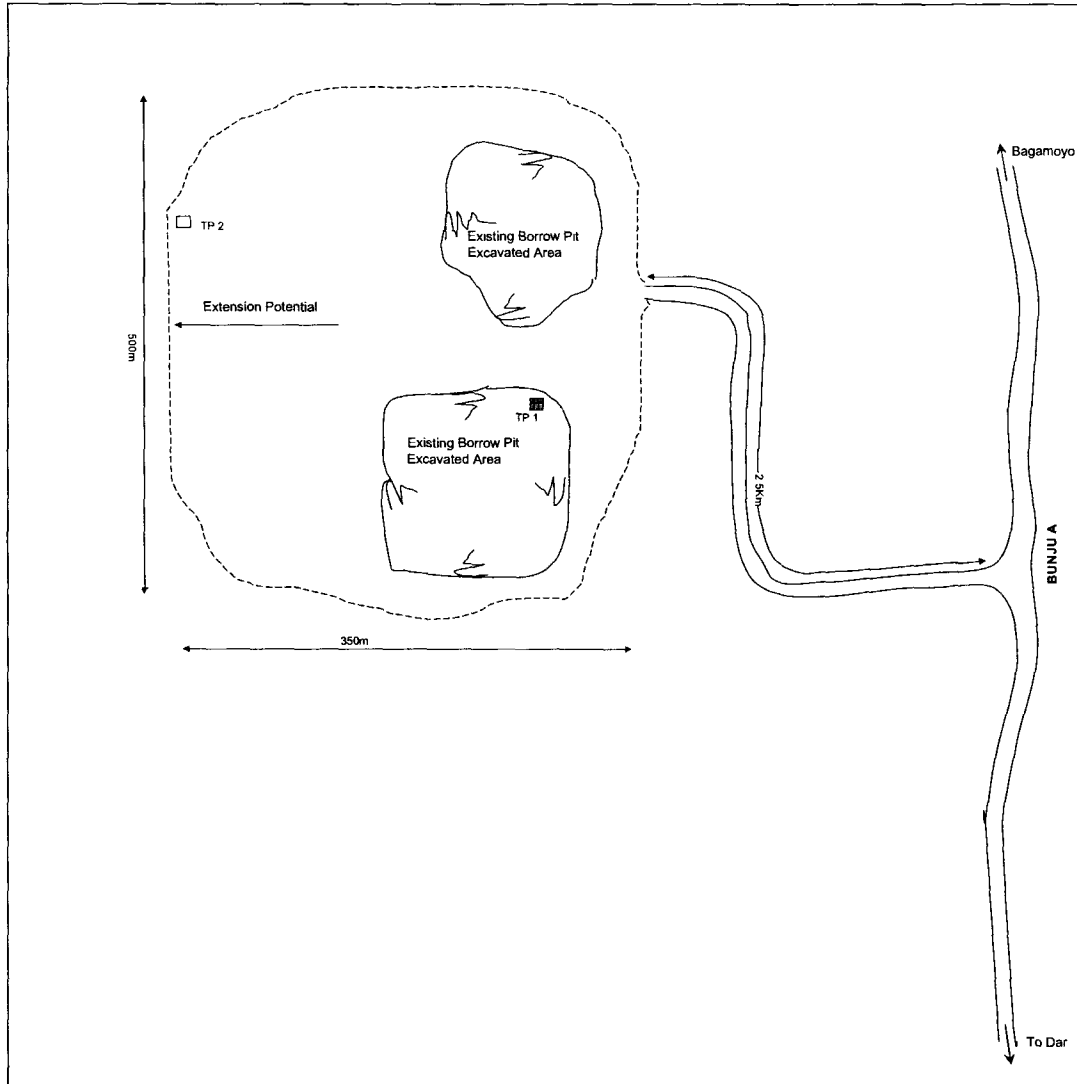 Bagamoyo
TP 2
Existing Borrow Pit
Excavated Area
Extension Potential
500m
TP 1
Existing Borrow Pit
Excavated Area
2 5Km
BUNJU A
350m
To Dar